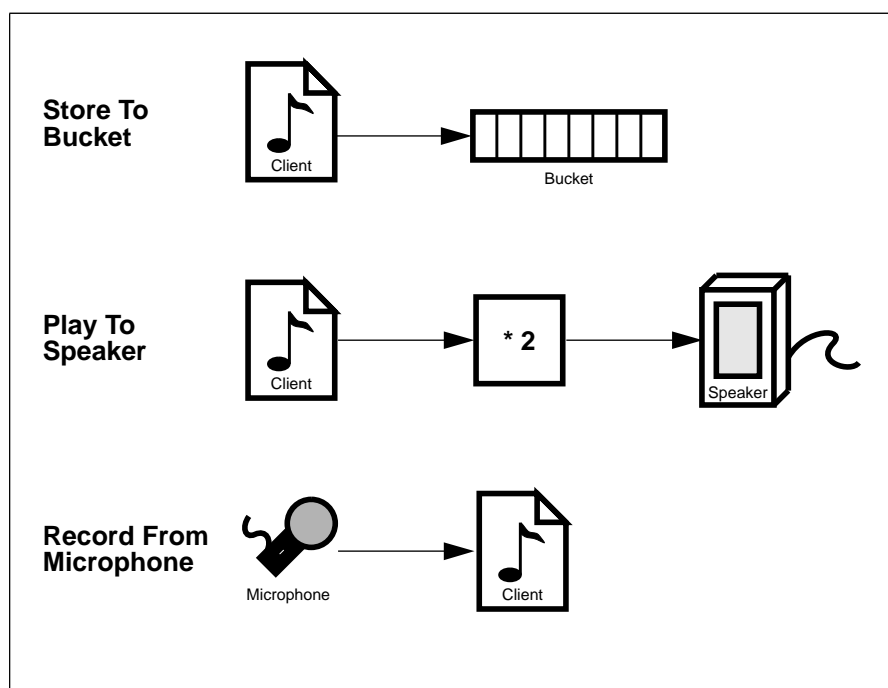 Store To
Bucket
Client
Bucket
Play To
Speaker
Client
* 2
Speaker
Record From
Microphone
Microphone
Client